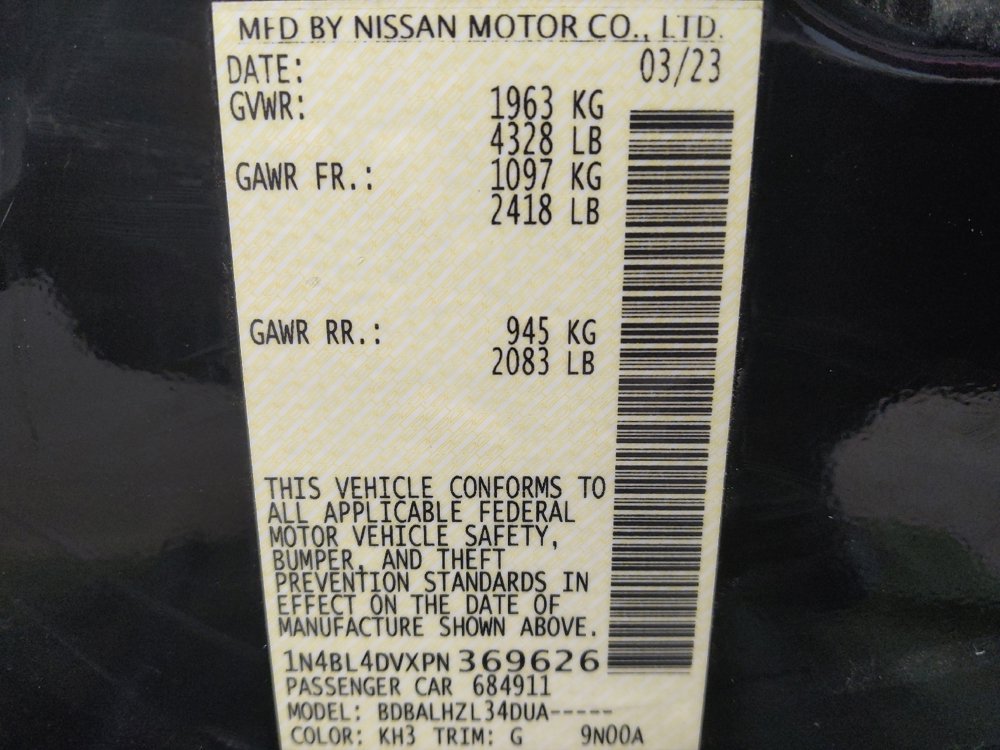 MFD BY NISSAN MOTOR CO., LTD.
DATE: 03/23
GVWR: 1963 KG
4328 LB
GAWR FR.: 1097 KG
2418 LB
GAWR RR.: 945 KG
2083 LB
THIS VEHICLE CONFORMS TO
ALL APPLICABLE FEDERAL
MOTOR VEHICLE SAFETY,
BUMPER, AND THEFT
PREVENTION STANDARDS IN
EFFECT ON THE DATE OF
MANUFACTURE SHOWN ABOVE.
1N4BL4DVXPN369626
PASSENGER CAR 684911
MODEL: BDBALHZL34DUA-----
COLOR: KH3 TRIM: G 9N00A